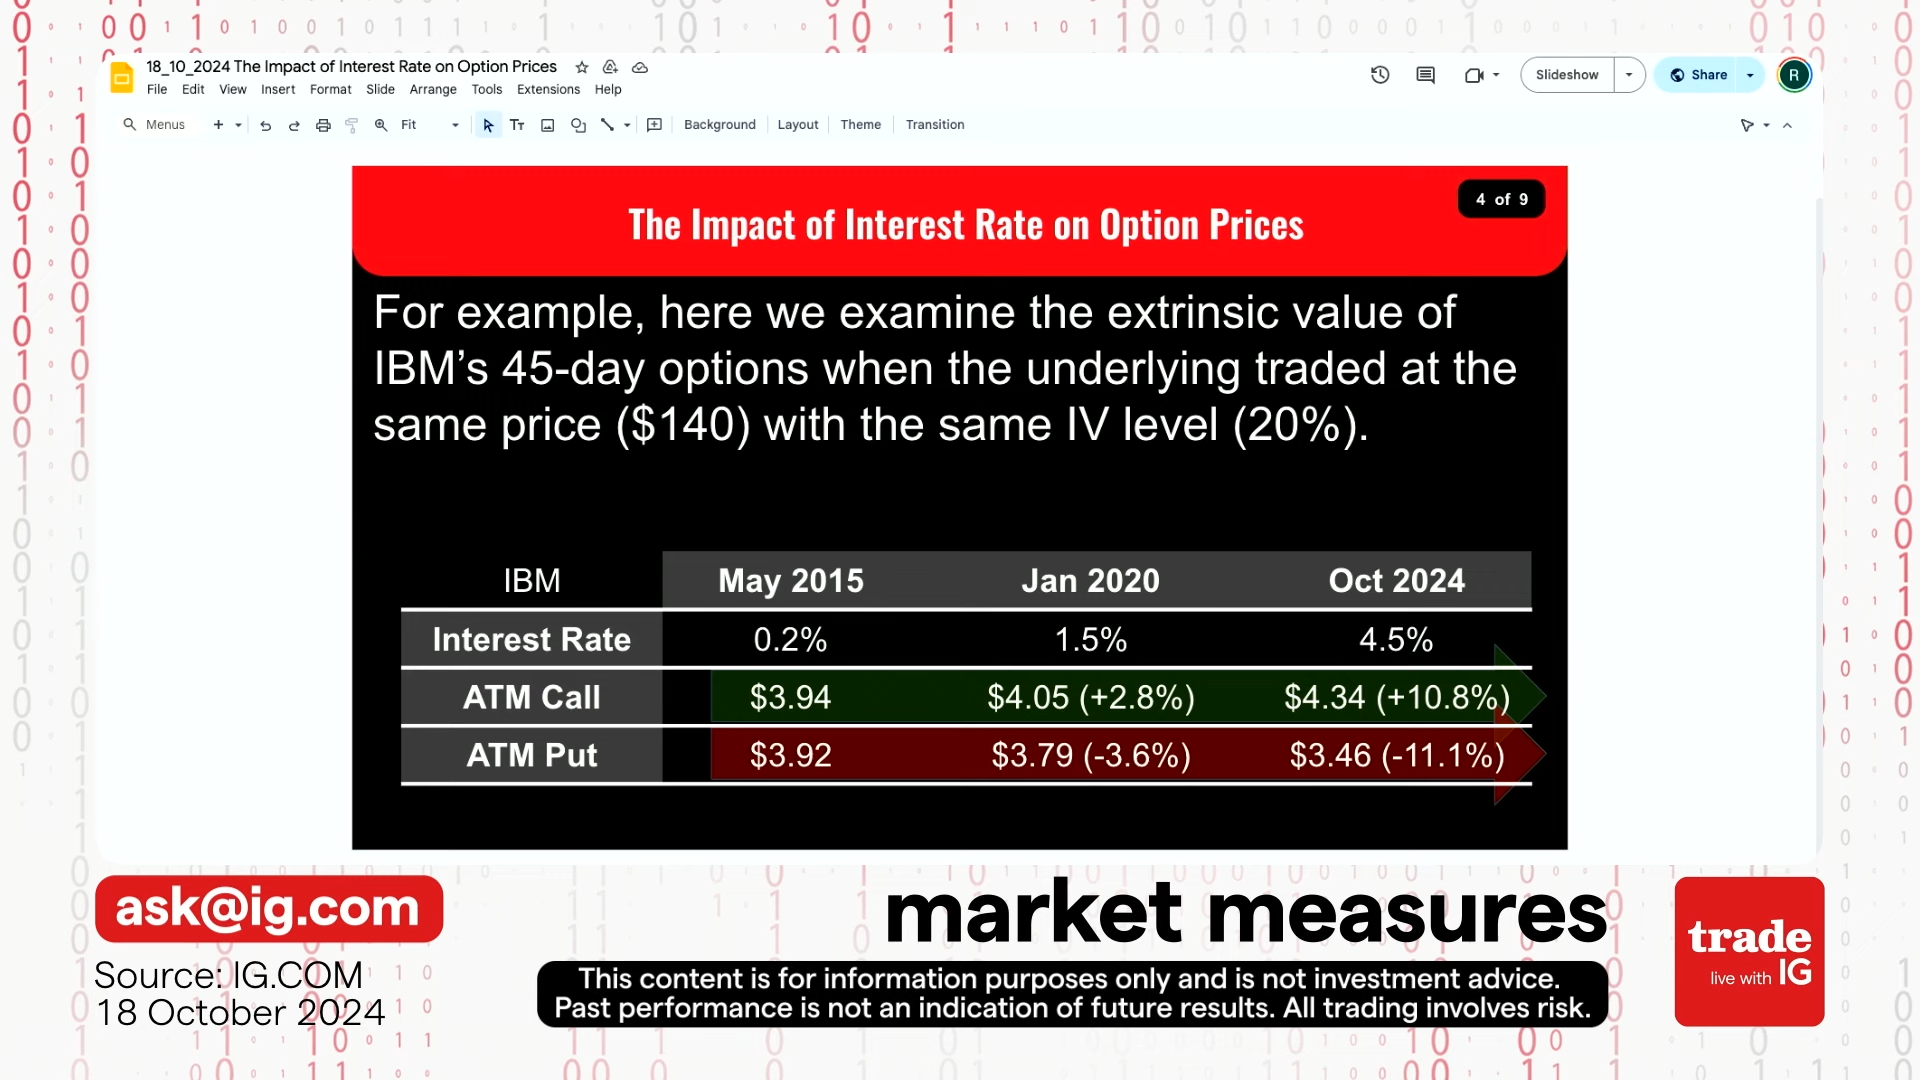 18_10_2024 The Impact of Interest Rate on Option Prices
File Edit View Insert Format Slide Arrange Tools Extensions Help
Slideshow
Share
R
Menus
Fit
Background Layout Theme Transition
4 of 9
The Impact of Interest Rate on Option Prices
For example, here we examine the extrinsic value of
IBM’s 45-day options when the underlying traded at the
same price ($140) with the same IV level (20%).
IBM May 2015 Jan 2020 Oct 2024
Interest Rate 0.2% 1.5% 4.5%
ATM Call $3.94 $4.05 (+2.8%) $4.34 (+10.8%)
ATM Put $3.92 $3.79 (-3.6%) $3.46 (-11.1%)
ask@ig.com
Source: IG.COM
18 October 2024
market measures
This content is for information purposes only and is not investment advice.
Past performance is not an indication of future results. All trading involves risk.
trade
live with IG